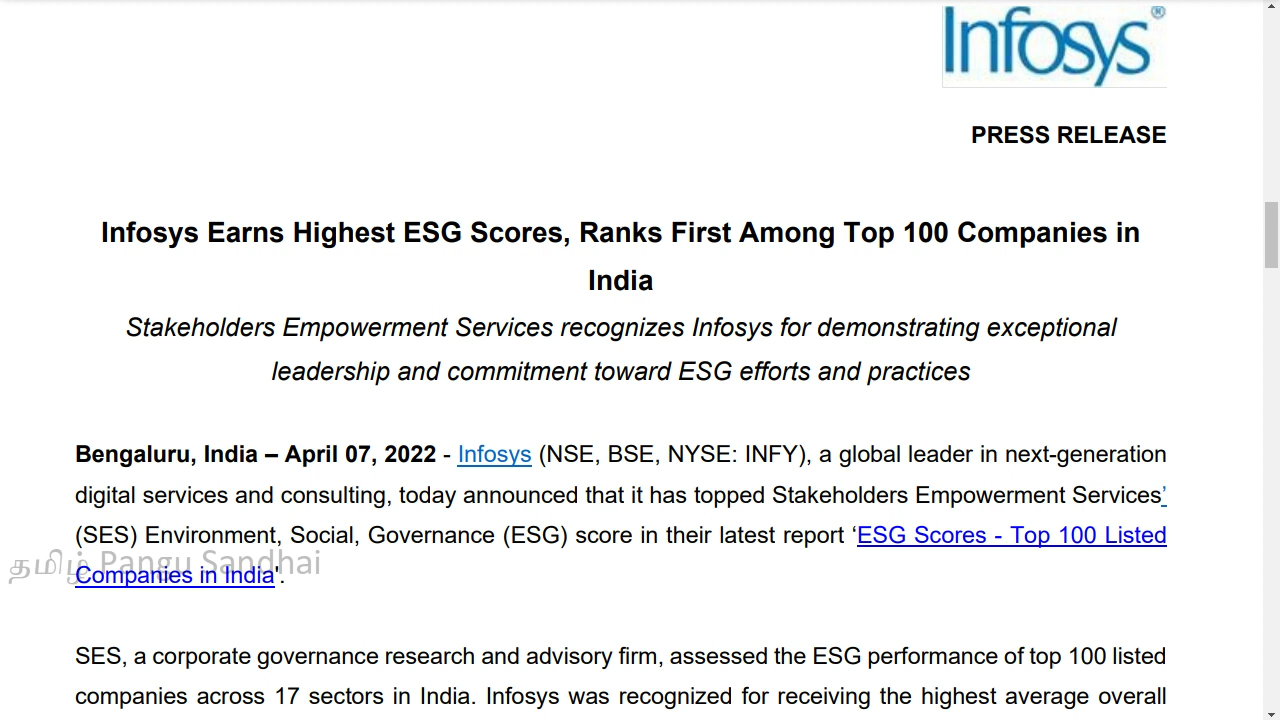 Infosys®
PRESS RELEASE
Infosys Earns Highest ESG Scores, Ranks First Among Top 100 Companies in
India
Stakeholders Empowerment Services recognizes Infosys for demonstrating exceptional
leadership and commitment toward ESG efforts and practices
Bengaluru, India – April 07, 2022 - Infosys (NSE, BSE, NYSE: INFY), a global leader in next-generation
digital services and consulting, today announced that it has topped Stakeholders Empowerment Services’
(SES) Environment, Social, Governance (ESG) score in their latest report ‘ESG Scores - Top 100 Listed
தமிழ் Pangu Sandhai
Companies in India'.
SES, a corporate governance research and advisory firm, assessed the ESG performance of top 100 listed
companies across 17 sectors in India. Infosys was recognized for receiving the highest average overall